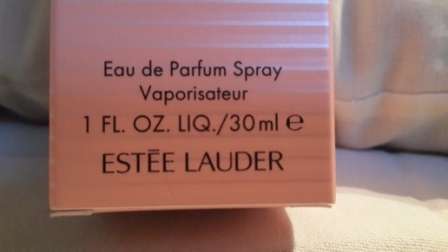 Eau de Parfum Spray
Vaporisateur
1 FL. OZ. LIQ./30ml ℮
ESTĒE LAUDER